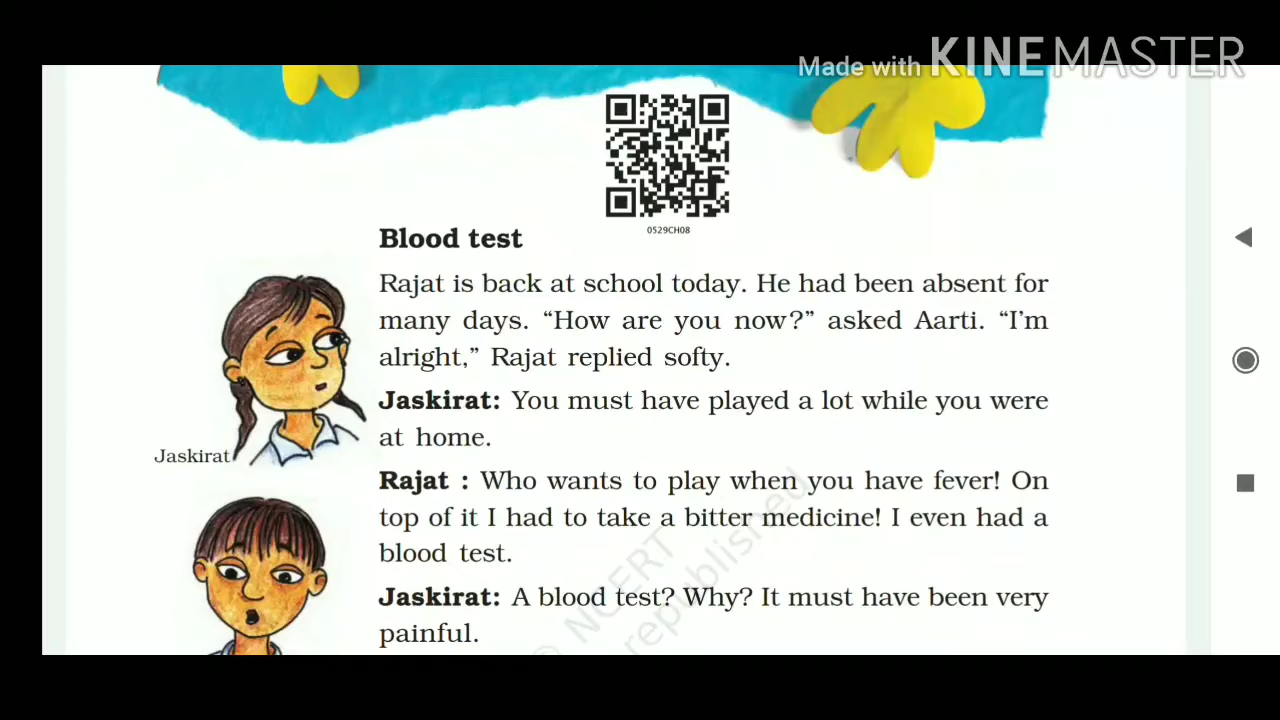 Made with KINEMASTER
0529CH08
Blood test
Rajat is back at school today. He had been absent for
many days. “How are you now?” asked Aarti. “I’m
alright,” Rajat replied softy.
Jaskirat: You must have played a lot while you were
at home.
Jaskirat
Rajat : Who wants to play when you have fever! On
top of it I had to take a bitter medicine! I even had a
blood test.
Jaskirat: A blood test? Why? It must have been very
painful.
© NCERT
republished